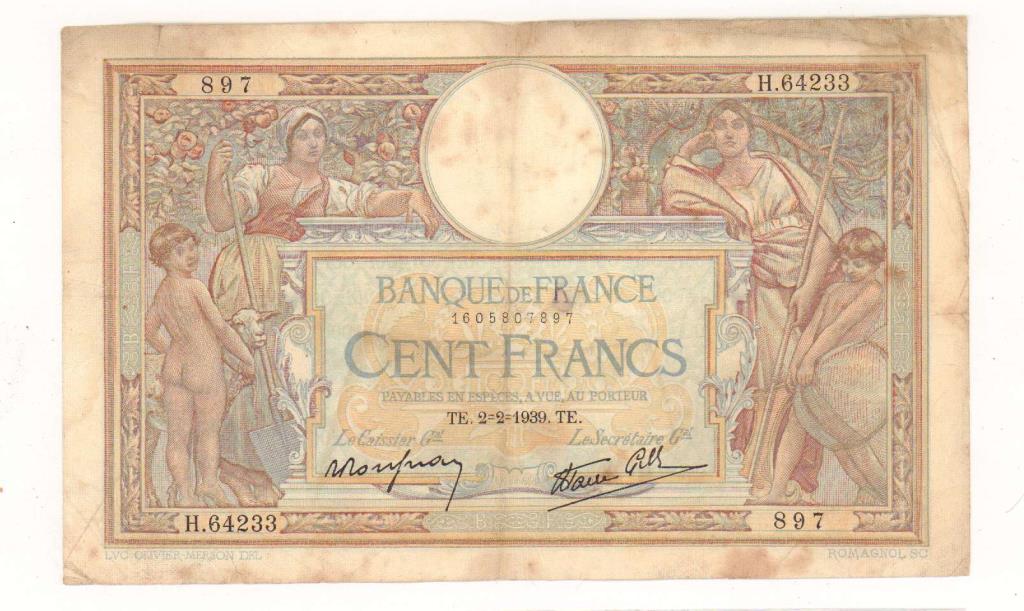 897 H.64233
BANQUE DE FRANCE
1605807897
CENT FRANCS
PAYABLES EN ESPÈCES, A VUE, AU PORTEUR
TE. 2=2=1939. TE.
Le Caissier Gᵃˡ Le Secrétaire Gᵃˡ
H.64233 897
LVC OLIVIER-MERSON DEL. ROMAGNOL SC